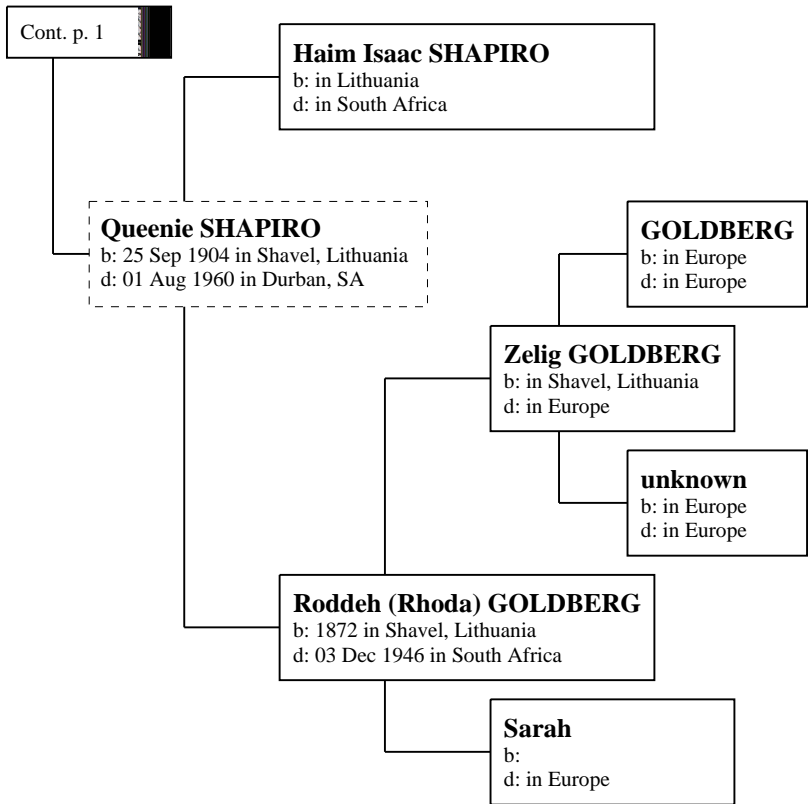 Cont. p. 1
Haim Isaac SHAPIRO
b: in Lithuania
d: in South Africa
Queenie SHAPIRO
b: 25 Sep 1904 in Shavel, Lithuania
d: 01 Aug 1960 in Durban, SA
GOLDBERG
b: in Europe
d: in Europe
Zelig GOLDBERG
b: in Shavel, Lithuania
d: in Europe
unknown
b: in Europe
d: in Europe
Roddeh (Rhoda) GOLDBERG
b: 1872 in Shavel, Lithuania
d: 03 Dec 1946 in South Africa
Sarah
b:
d: in Europe